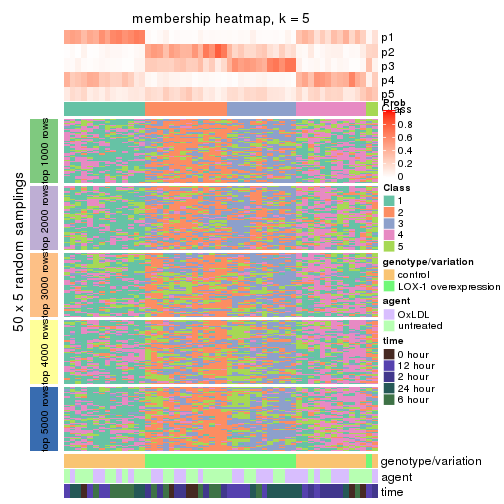 membership heatmap, k = 5
p1
p2
p3
p4
p5
Class
Prob
1
0.8
0.6
0.4
0.2
0
Class
1
2
3
4
5
genotype/variation
control
LOX-1 overexpression
agent
OxLDL
untreated
time
0 hour
12 hour
2 hour
24 hour
6 hour
50 x 5 random samplings
top 1000 rows
top 2000 rows
top 3000 rows
top 4000 rows
top 5000 rows
genotype/variation
agent
time